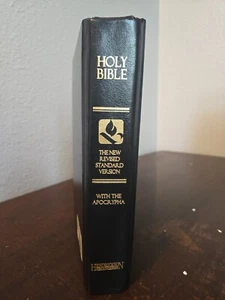 HOLY
BIBLE
THE NEW
REVISED
STANDARD
VERSION
WITH THE
APOCRYPHA